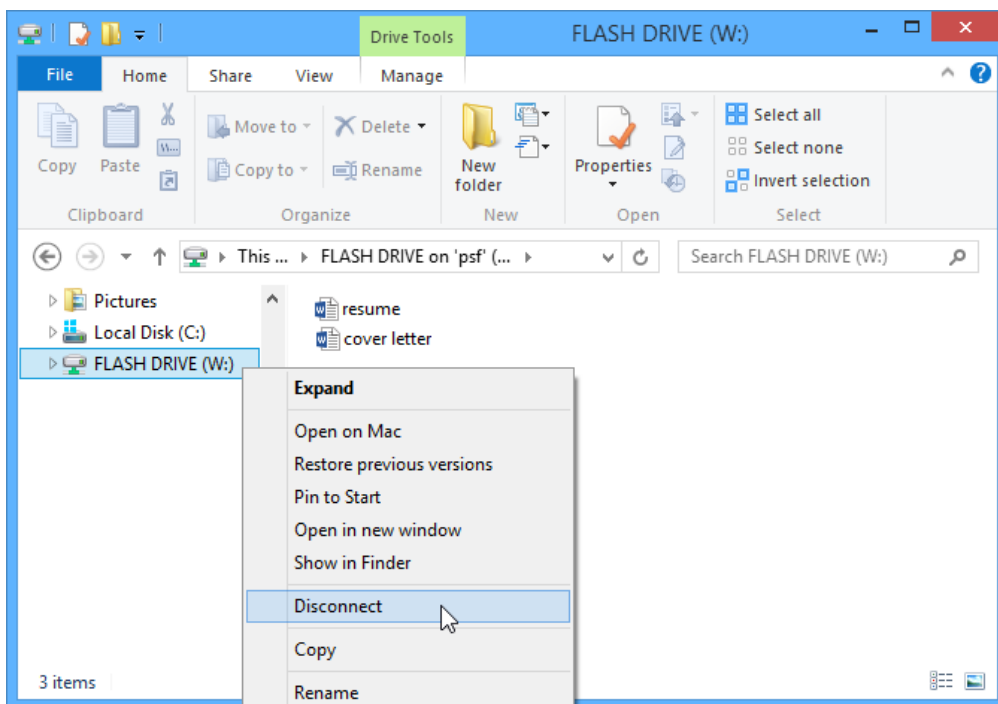 Drive Tools
FLASH DRIVE (W:)
File Home Share View Manage
Copy
Paste
Move to
Copy to
Delete
Rename
New
folder
Properties
Select all
Select none
Invert selection
Clipboard Organize New Open Select
This ... FLASH DRIVE on 'psf' (...
Search FLASH DRIVE (W:)
Pictures
Local Disk (C:)
FLASH DRIVE (W:)
resume
cover letter
Expand
Open on Mac
Restore previous versions
Pin to Start
Open in new window
Show in Finder
Disconnect
Copy
Rename
3 items